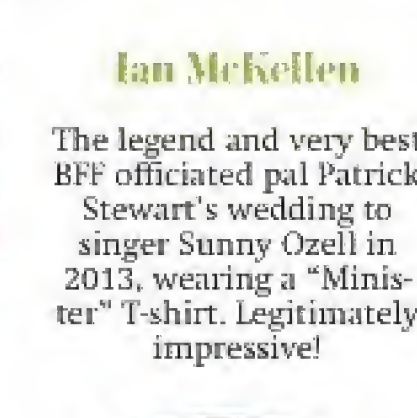 Ian McKellen
The legend and very best
BFF officiated pal Patrick
Stewart's wedding to
singer Sunny Ozell in
2013, wearing a “Minis-
ter” T-shirt. Legitimately
impressive!